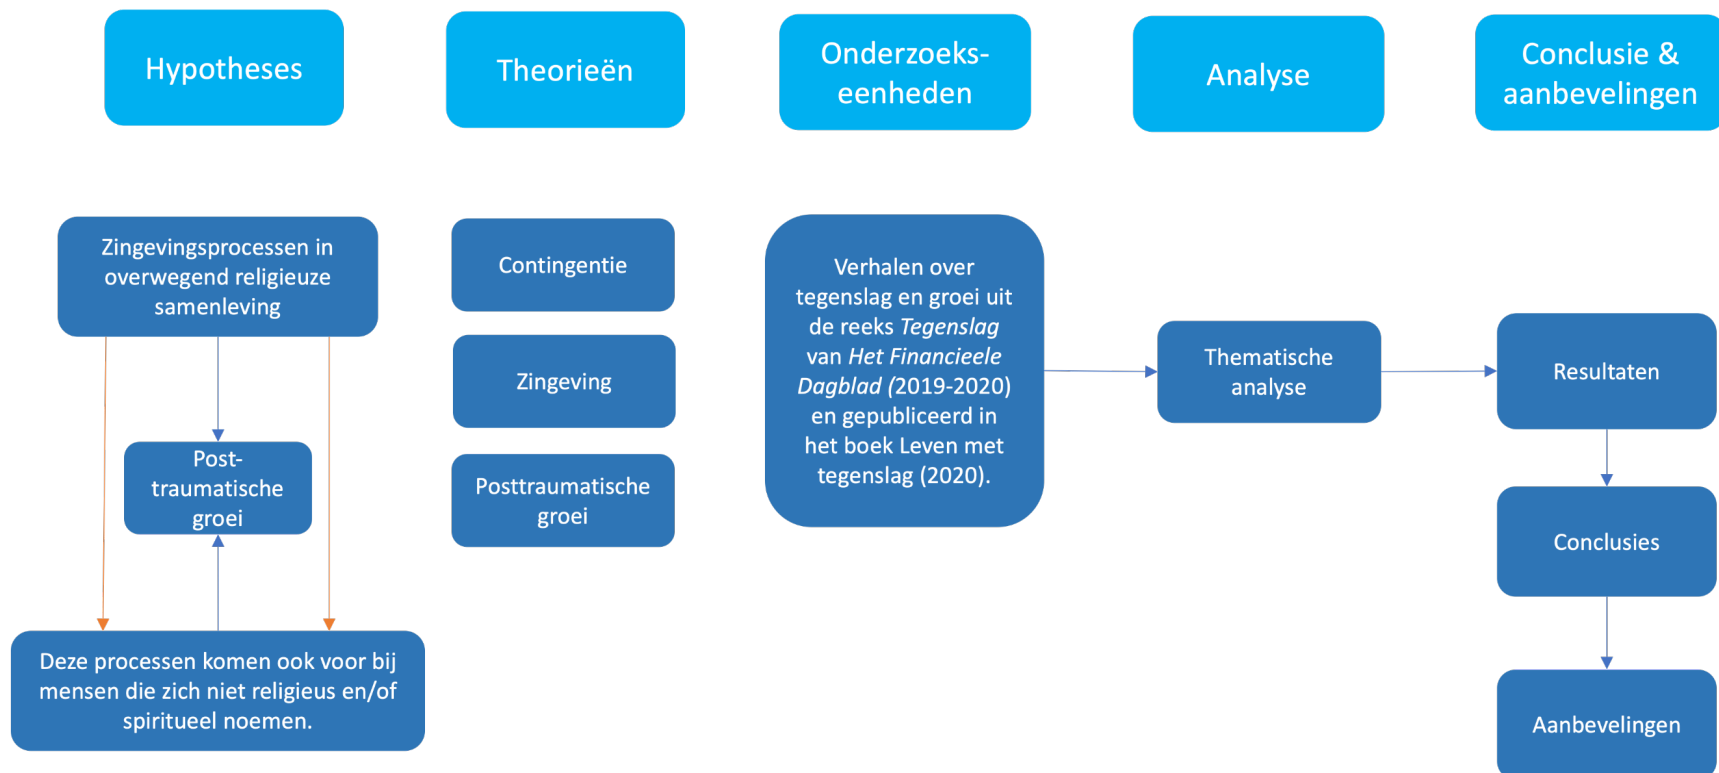 Hypotheses
Theorieën
Onderzoeks-
eenheden
Analyse
Conclusie &
aanbevelingen
Zingevingsprocessen in
overwegend religieuze
samenleving
Post-
traumatische
groei
Deze processen komen ook voor bij
mensen die zich niet religieus en/of
spiritueel noemen.
Contingentie
Zingeving
Posttraumatische
groei
Verhalen over
tegenslag en groei uit
de reeks Tegenslag
van Het Financieele
Dagblad (2019-2020)
en gepubliceerd in
het boek Leven met
tegenslag (2020).
Thematische
analyse
Resultaten
Conclusies
Aanbevelingen